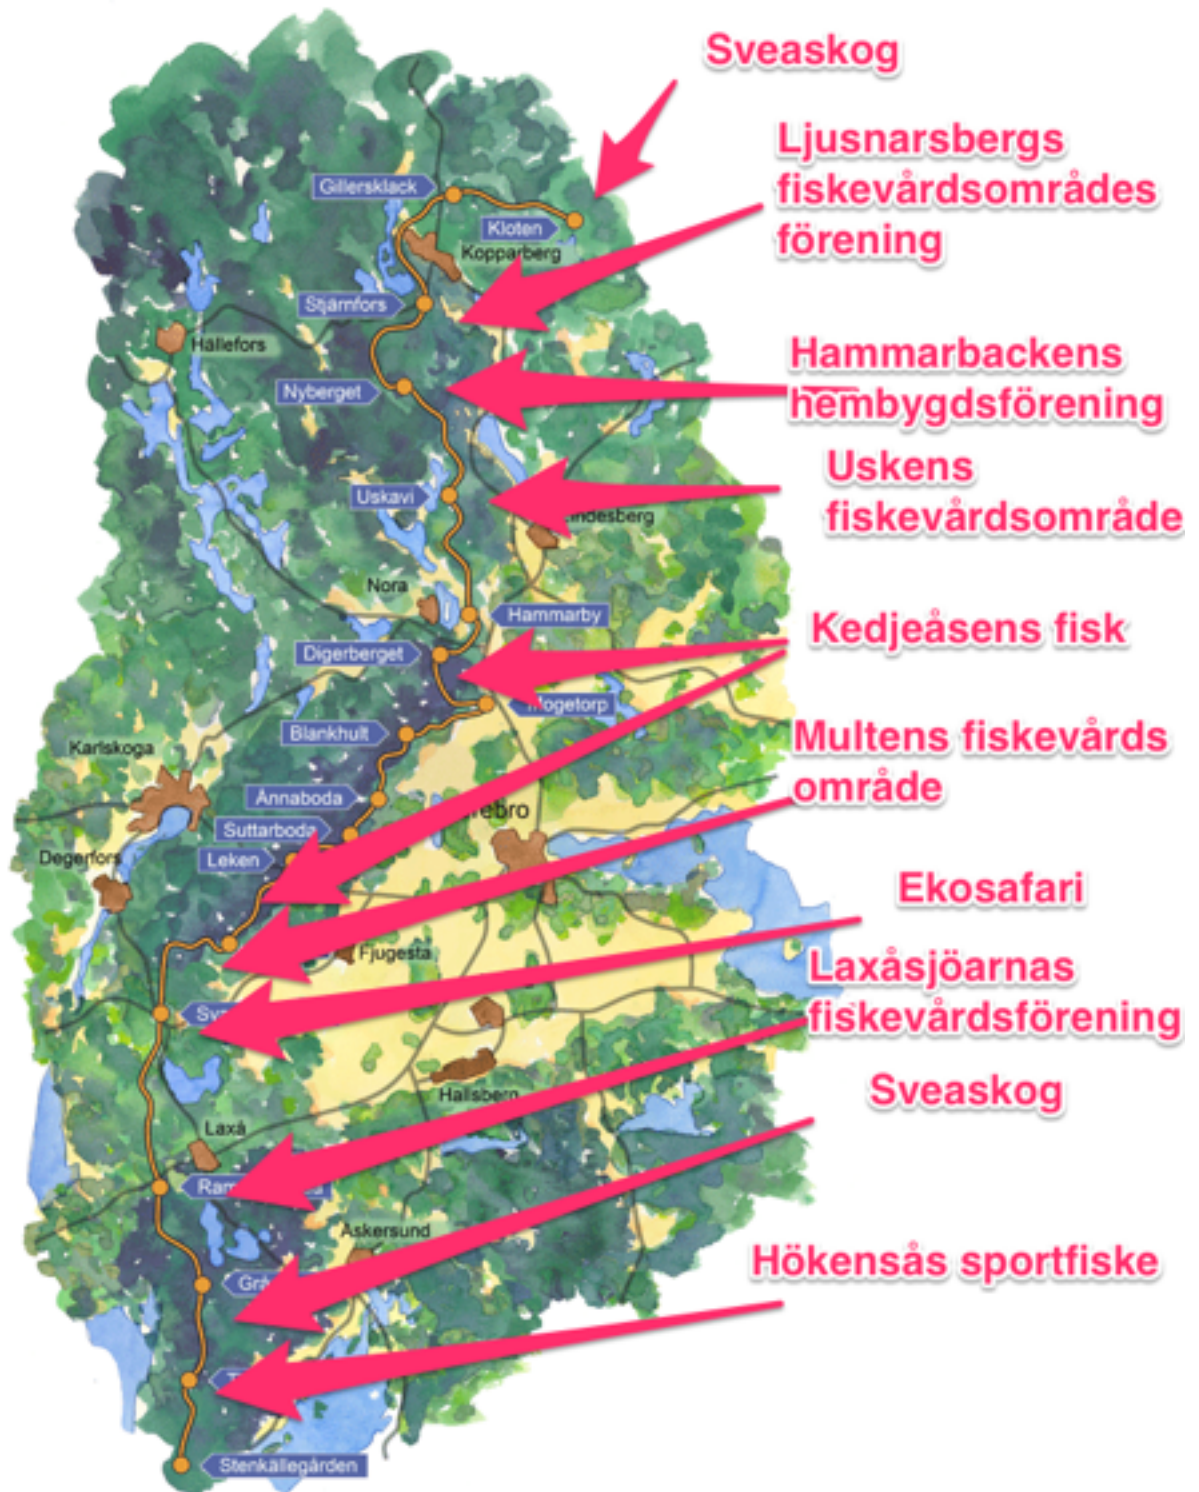 Sveaskog
Ljusnarsbergs
fiskevårdsområdes
förening
Gillersklack
Kloten
Kopparberg
Stjärnfors
Hällefors
Hammarbackens
hembygdsförening
Nyberget
Uskens
fiskevårdsområde
Uskavi
Nora
Hammarby
Kedjeåsens fisk
Digerberget
Mogetorp
Blankhult
Multens fiskevårds
område
Karlskoga
Ånnaboda
Suttarboda
Leken
Degerfors
Ekosafari
Fjugesta
Laxåsjöarnas
fiskevårdsförening
Sveaskog
Hallsberg
Laxå
Askersund
Hökensås sportfiske
Stenkällegården